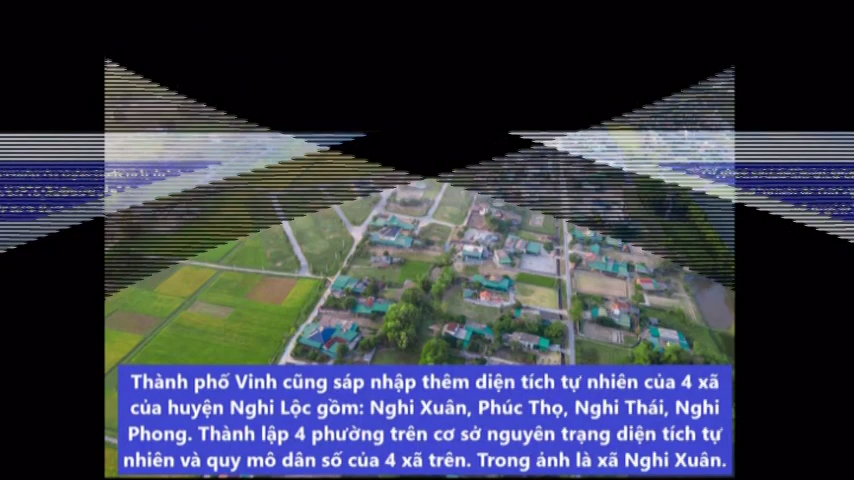 Thành phố Vinh cũng sáp nhập thêm diện tích tự nhiên của 4 xã
của huyện Nghi Lộc gồm: Nghi Xuân, Phúc Thọ, Nghi Thái, Nghi
Phong. Thành lập 4 phường trên cơ sở nguyên trạng diện tích tự
nhiên và quy mô dân số của 4 xã trên. Trong ảnh là xã Nghi Xuân.